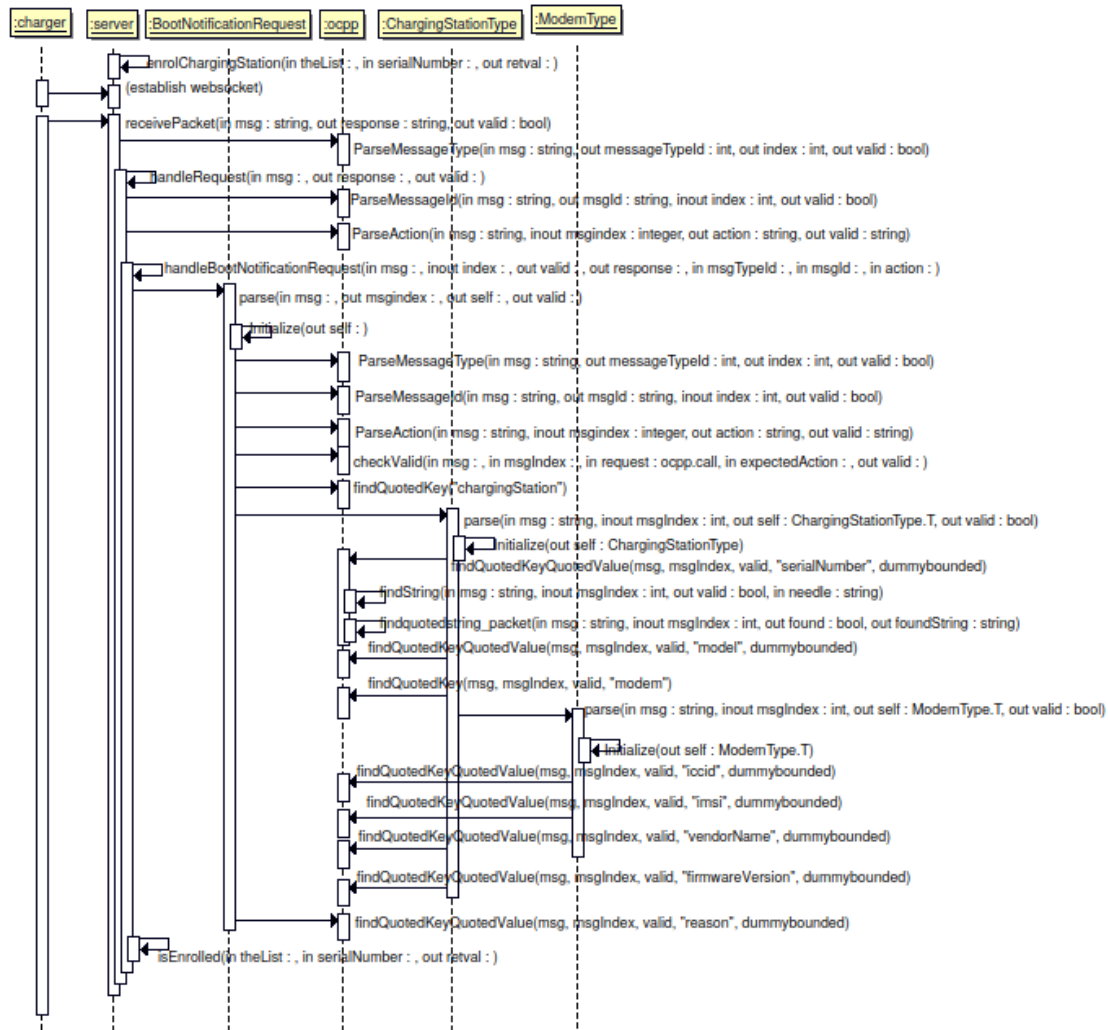 :charger :server :BootNotificationRequest :ocpp :ChargingStationType :ModemType
enrolChargingStation(in theList : , in serialNumber : , out retval : )
(establish websocket)
receivePacket(in msg : string, out response : string, out valid : bool)
ParseMessageType(in msg : string, out messageTypeId : int, out index : int, out valid : bool)
handleRequest(in msg : , out response : , out valid : )
ParseMessageId(in msg : string, out msgId : string, inout index : int, out valid : bool)
ParseAction(in msg : string, inout msgindex : integer, out action : string, out valid : string)
handleBootNotificationRequest(in msg : , inout index : , out valid : , out response : , in msgTypeId : , in msgId : , in action : )
parse(in msg : , out msgindex : , out self : , out valid : )
Initialize(out self : )
ParseMessageType(in msg : string, out messageTypeId : int, out index : int, out valid : bool)
ParseMessageId(in msg : string, out msgId : string, inout index : int, out valid : bool)
ParseAction(in msg : string, inout msgindex : integer, out action : string, out valid : string)
checkValid(in msg : , in msgIndex : , in request : ocpp.call, in expectedAction : , out valid : )
findQuotedKey("chargingStation")
parse(in msg : string, inout msgIndex : int, out self : ChargingStationType.T, out valid : bool)
Initialize(out self : ChargingStationType)
findQuotedKeyQuotedValue(msg, msgIndex, valid, "serialNumber", dummybounded)
findString(in msg : string, inout msgIndex : int, out valid : bool, in needle : string)
findquotedstring_packet(in msg : string, inout msgIndex : int, out found : bool, out foundString : string)
findQuotedKeyQuotedValue(msg, msgIndex, valid, "model", dummybounded)
findQuotedKey(msg, msgIndex, valid, "modem")
parse(in msg : string, inout msgIndex : int, out self : ModemType.T, out valid : bool)
Initialize(out self : ModemType.T)
findQuotedKeyQuotedValue(msg, msgIndex, valid, "iccid", dummybounded)
findQuotedKeyQuotedValue(msg, msgIndex, valid, "imsi", dummybounded)
findQuotedKeyQuotedValue(msg, msgIndex, valid, "vendorName", dummybounded)
findQuotedKeyQuotedValue(msg, msgIndex, valid, "firmwareVersion", dummybounded)
findQuotedKeyQuotedValue(msg, msgIndex, valid, "reason", dummybounded)
isEnrolled(in theList : , in serialNumber : , out retval : )